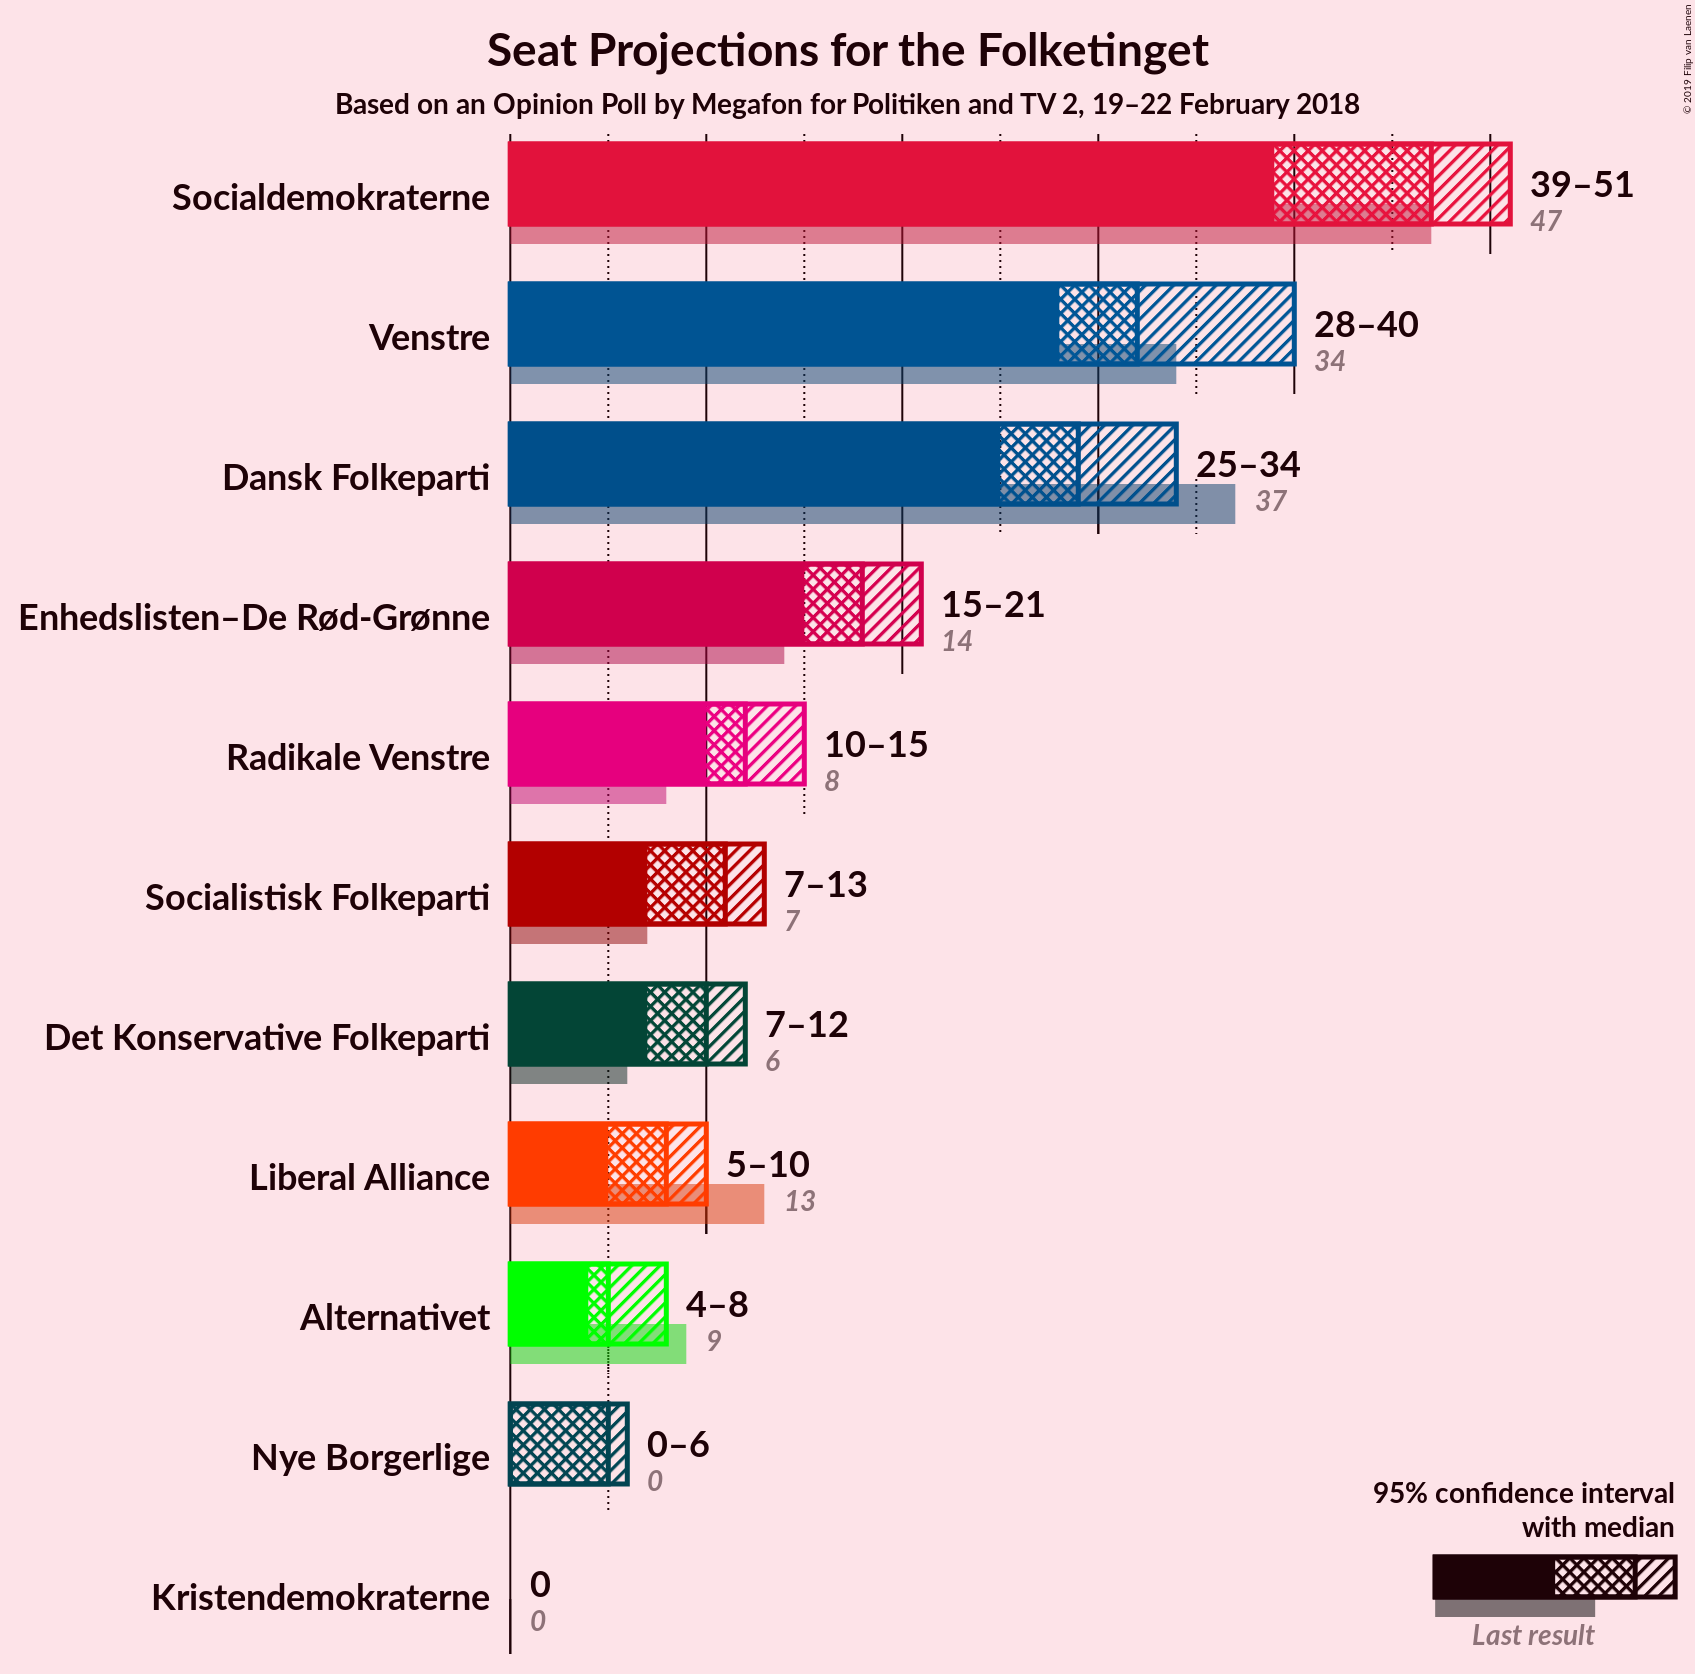 Seat Projections for the Folketinget
Based on an Opinion Poll by Megafon for Politiken and TV 2, 19–22 February 2018
© 2019 Filip van Laenen
Socialdemokraterne
39–51
47
Venstre
28–40
34
Dansk Folkeparti
25–34
37
Enhedslisten–De Rød-Grønne
15–21
14
Radikale Venstre
10–15
8
Socialistisk Folkeparti
7–13
7
Det Konservative Folkeparti
7–12
6
Liberal Alliance
5–10
13
Alternativet
4–8
9
Nye Borgerlige
0–6
0
Kristendemokraterne
0
0
95% confidence interval
with median
Last result